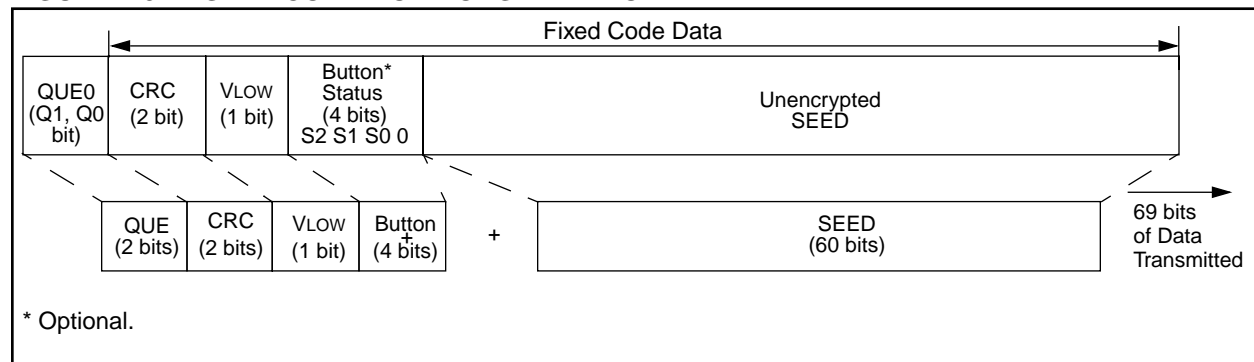 Fixed Code Data
QUE0
(Q1, Q0
bit)
CRC
(2 bit)
VLOW
(1 bit)
Button*
Status
(4 bits)
S2 S1 S0 0
Unencrypted
SEED
QUE
(2 bits)
CRC
(2 bits)
VLOW
(1 bit)
Button
+
(4 bits)
+
SEED
(60 bits)
69 bits
of Data
Transmitted
* Optional.